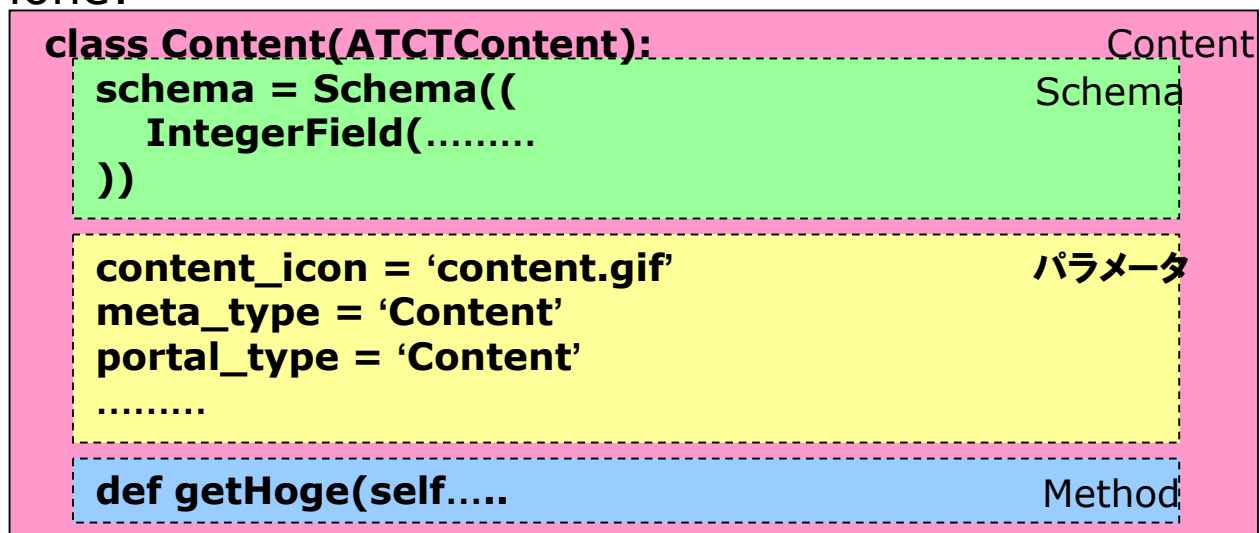 class Content(ATCTContent): Content
schema = Schema(( Schema
IntegerField(………
))
content_icon = ‘content.gif’ パラメータ
meta_type = ‘Content’
portal_type = ‘Content’
………
def getHoge(self….. Method